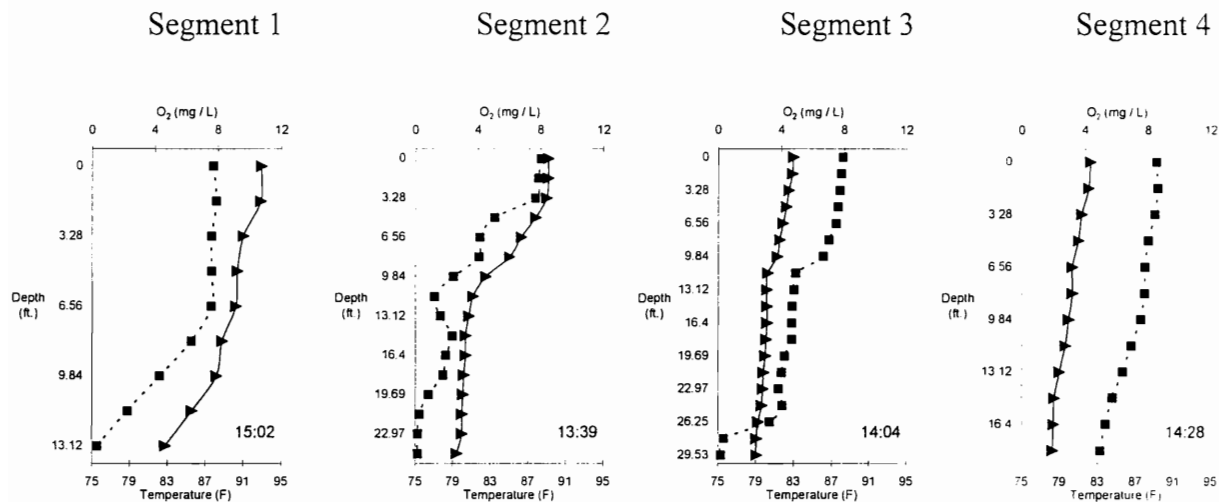 Segment 1 Segment 2 Segment 3 Segment 4
O₂ (mg / L) O₂ (mg / L) O₂ (mg / L) O₂ (mg / L)
0 4 8 12 0 4 8 12 0 4 8 12 0 4 8 12
0
3.28
6.56
9.84
13.12
Depth
(ft.)
15:02
75 79 83 87 91 95
Temperature (F)
0
3.28
6 56
9 84
13.12
16.4
19.69
22.97
Depth
(ft.)
13:39
75 79 83 87 91 95
Temperature (F)
0
3.28
6.56
9.84
13.12
16.4
19.69
22.97
26.25
29.53
Depth
(ft.)
14:04
75 79 83 87 91 95
Temperature (F)
0
3 28
6 56
9 84
13 12
16 4
Depth
(ft.)
14:28
75 79 83 87 91 95
Temperature (F)